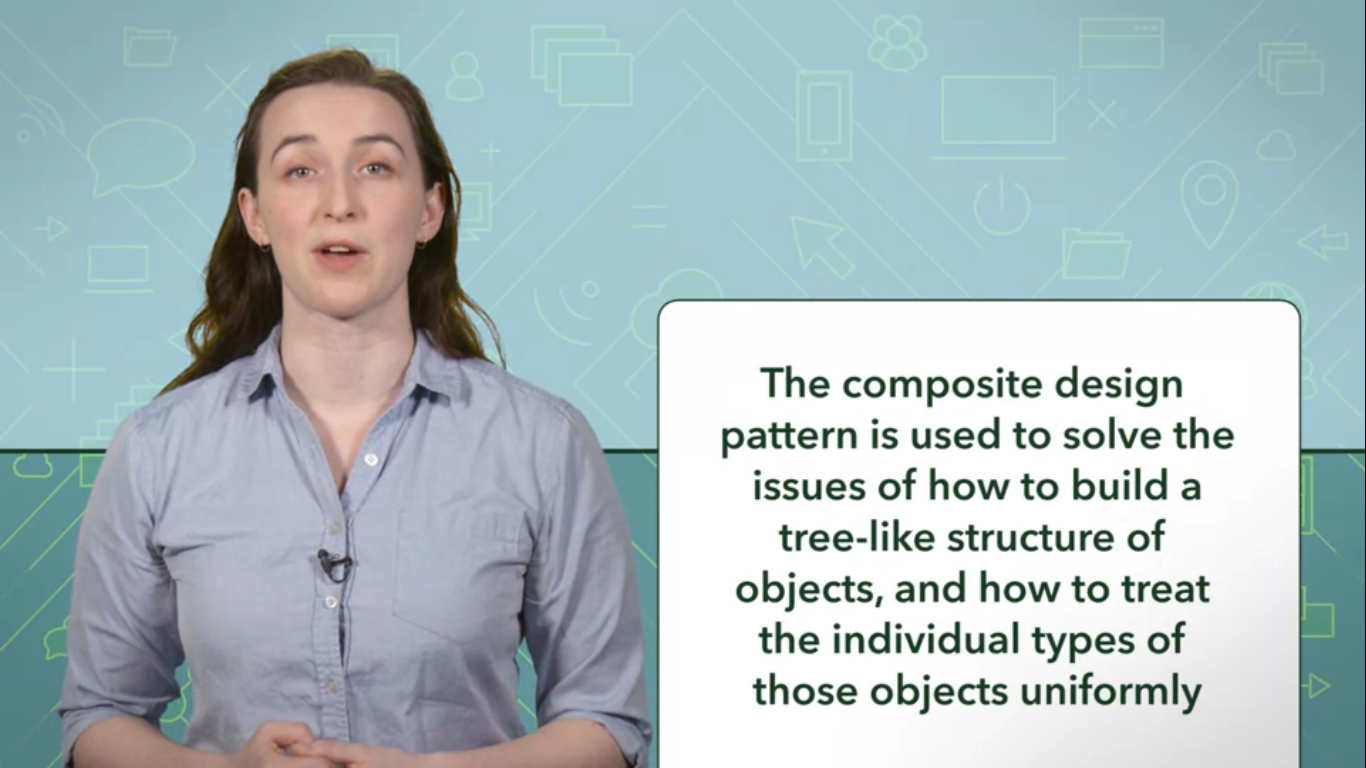 The composite design
pattern is used to solve the
issues of how to build a
tree-like structure of
objects, and how to treat
the individual types of
those objects uniformly